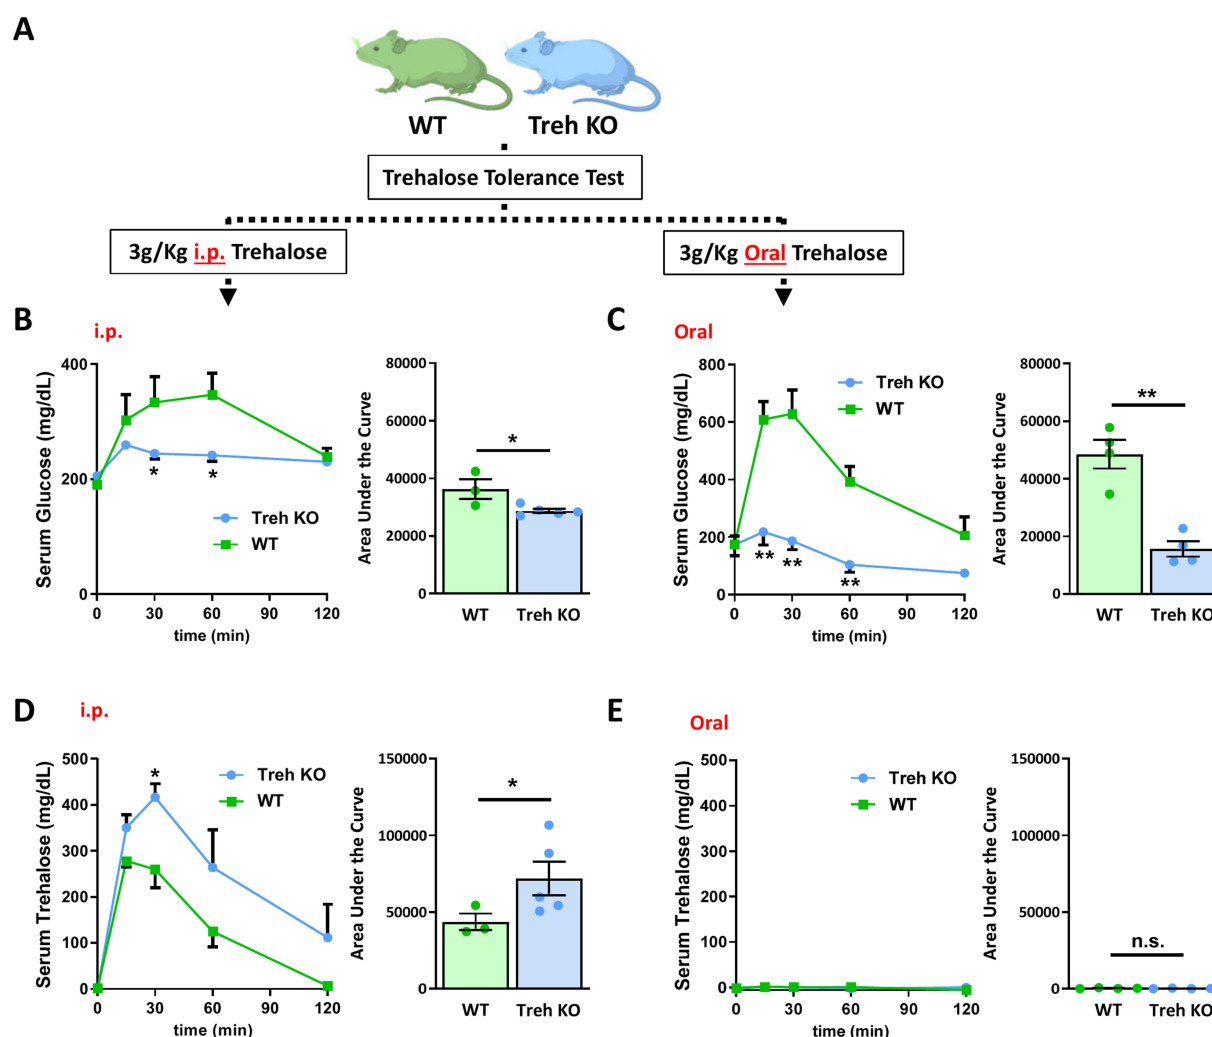 A
WT
Treh KO
Trehalose Tolerance Test
3g/Kg i.p. Trehalose
3g/Kg Oral Trehalose
B
i.p.
Serum Glucose (mg/dL)
400
200
0
0
30
60
90
120
time (min)
*
*
Treh KO
WT
Area Under the Curve
80000
60000
40000
20000
0
*
WT
Treh KO
C
Oral
Serum Glucose (mg/dL)
800
600
400
200
0
0
30
60
90
120
time (min)
**
**
**
Treh KO
WT
Area Under the Curve
80000
60000
40000
20000
0
**
WT
Treh KO
D
i.p.
Serum Trehalose (mg/dL)
500
400
300
200
100
0
0
30
60
90
120
time (min)
*
Treh KO
WT
Area Under the Curve
150000
100000
50000
0
*
WT
Treh KO
E
Oral
Serum Trehalose (mg/dL)
500
400
300
200
100
0
0
30
60
90
120
time (min)
Treh KO
WT
Area Under the Curve
150000
100000
50000
0
n.s.
WT
Treh KO